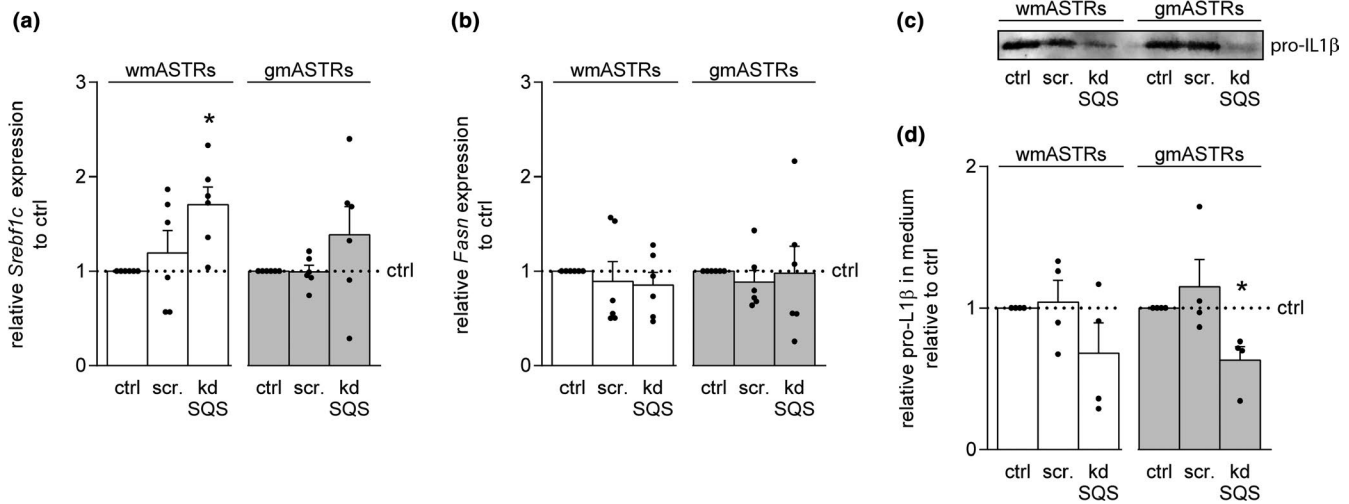 (a)
wmASTRs gmASTRs
relative Srebf1c expression
to ctrl
3
2
1
0
*
ctrl
ctrl scr. kd
SQS
ctrl scr. kd
SQS
(b)
wmASTRs gmASTRs
relative Fasn expression
to ctrl
3
2
1
0
ctrl
ctrl scr. kd
SQS
ctrl scr. kd
SQS
(c)
wmASTRs gmASTRs
pro-IL1β
ctrl scr. kd
SQS
ctrl scr. kd
SQS
(d)
wmASTRs gmASTRs
relative pro-L1β in medium
relative to ctrl
2
1
0
*
ctrl
ctrl scr. kd
SQS
ctrl scr. kd
SQS